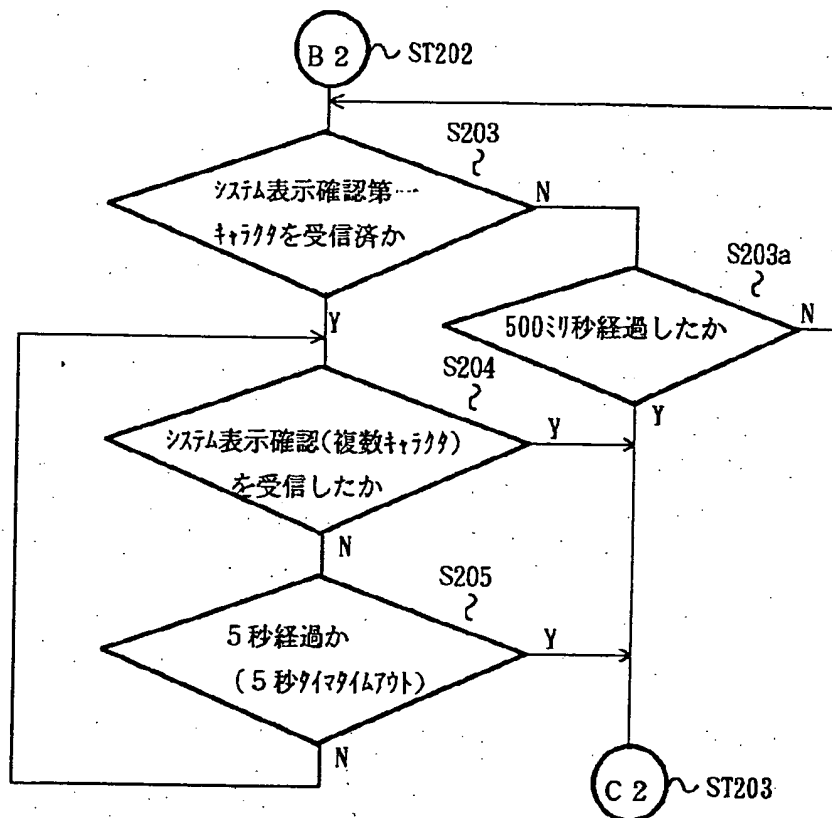 B 2
ST202
S203
システム表示確認第一
キャラクタを受信済か
N
S203a
500ミリ秒経過したか
N
Y
Y
S204
システム表示確認(複数キャラクタ)
を受信したか
Y
N
S205
5秒経過か
(5秒タイマタイムアウト)
Y
N
C 2
ST203